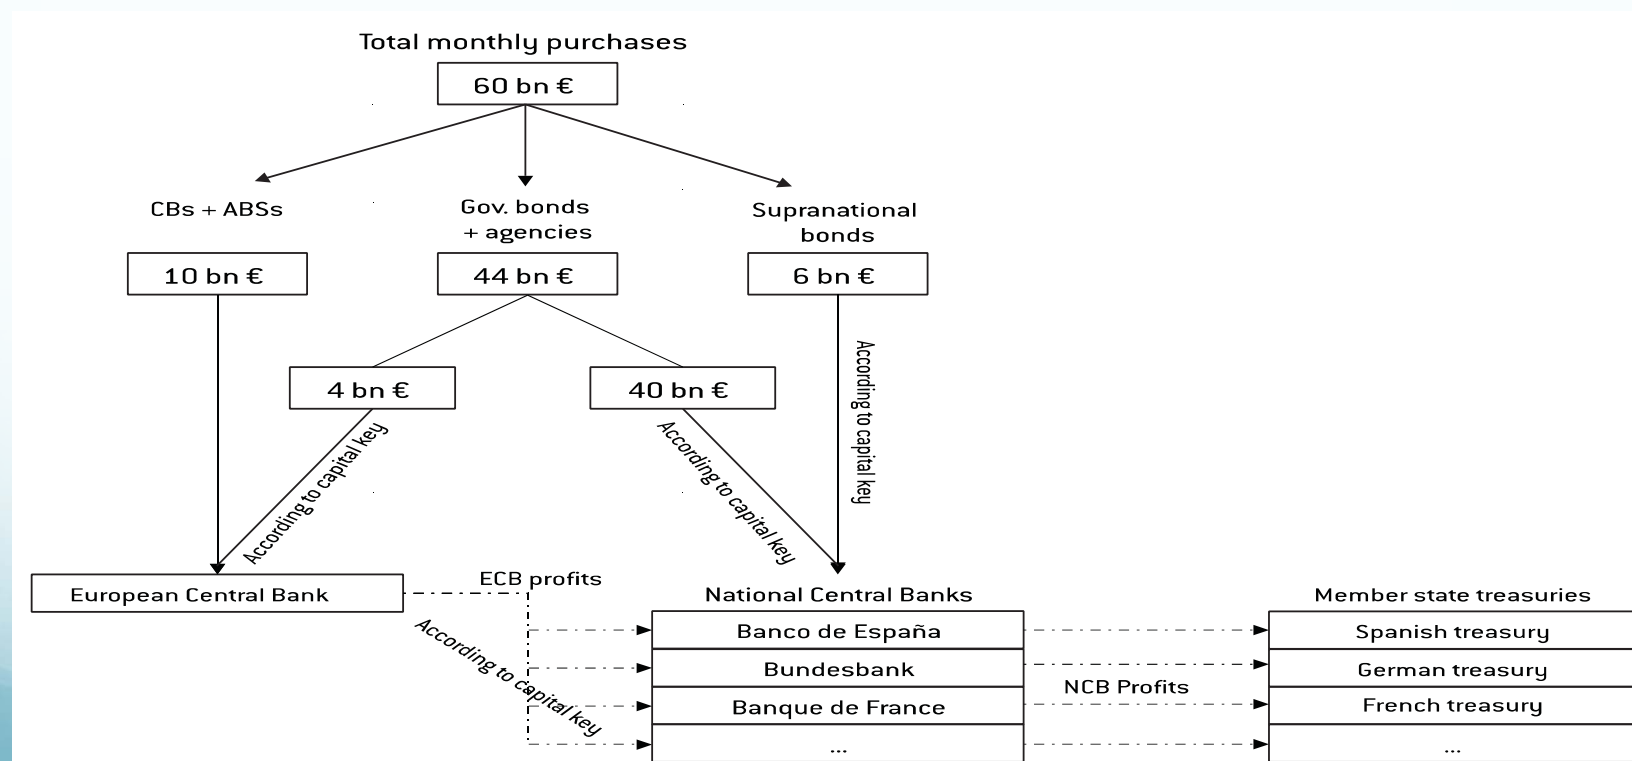 Total monthly purchases
60 bn €
CBs + ABSs
Gov. bonds
+ agencies
Supranational
bonds
10 bn €
44 bn €
6 bn €
According to capital key
4 bn €
40 bn €
According to capital key
According to capital key
European Central Bank
ECB profits
According to capital key
National Central Banks
Banco de España
Bundesbank
Banque de France
...
NCB Profits
Member state treasuries
Spanish treasury
German treasury
French treasury
...